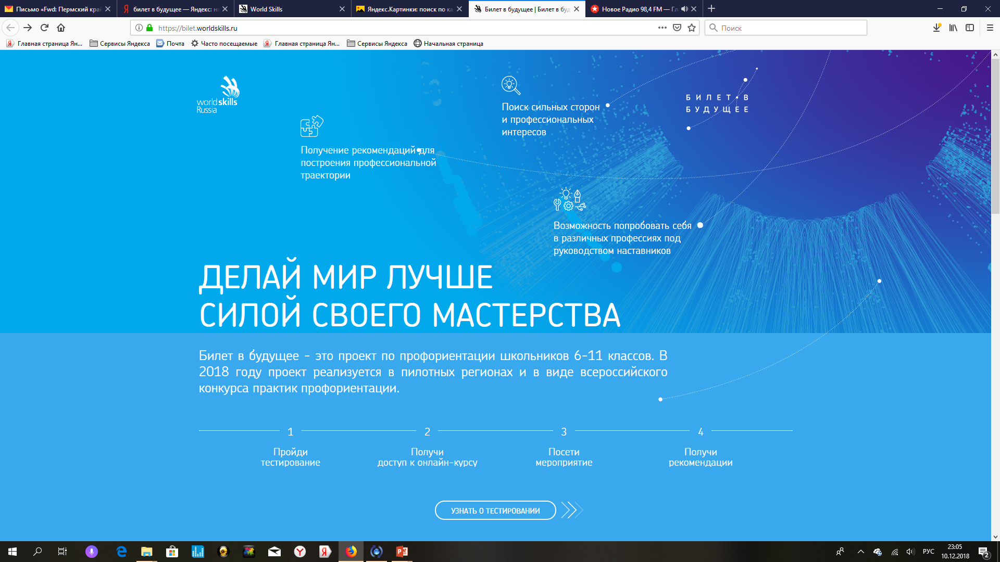 Письмо «Fwd: Пермский край
билет в будущее — Яндекс: на
World Skills
Яндекс.Картинки: поиск по ка
Билет в будущее | Билет в буд
Новое Радио 98,4 FM — Гл
https://bilet.worldskills.ru
Поиск
Главная страница Ян...
Сервисы Яндекса
Почта
Часто посещаемые
Главная страница Ян...
Сервисы Яндекса
Начальная страница
world skills
Russia
Поиск сильных сторон
и профессиональных
интересов
БИЛЕТ В
БУДУЩЕЕ
Получение рекомендаций для
построения профессиональной
траектории
Возможность попробовать себя
в различных профессиях под
руководством наставников
ДЕЛАЙ МИР ЛУЧШЕ
СИЛОЙ СВОЕГО МАСТЕРСТВА
Билет в будущее - это проект по профориентации школьников 6-11 классов. В
2018 году проект реализуется в пилотных регионах и в виде всероссийского
конкурса практик профориентации.
1
Пройди
тестирование
2
Получи
доступ к онлайн-курсу
3
Посети
мероприятие
4
Получи
рекомендации
УЗНАТЬ О ТЕСТИРОВАНИИ
РУС
23:05
10.12.2018
2